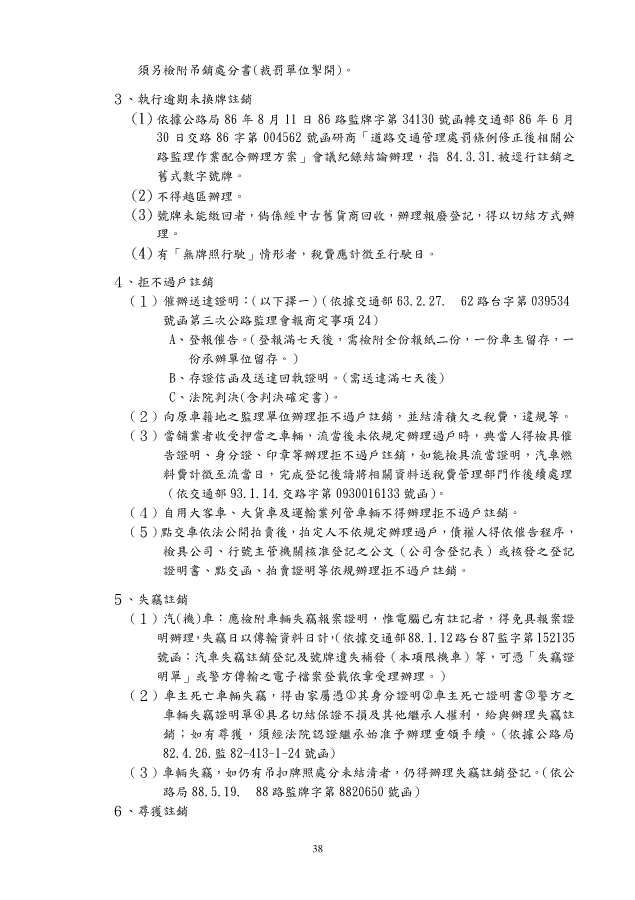 須另檢附吊銷處分書(裁罰單位掣開)。
３、執行逾期未換牌註銷
(1)依據公路局 86 年 8 月 11 日 86 路監牌字第 34130 號函轉交通部 86 年 6 月
30 日交路 86 字第 004562 號函研商「道路交通管理處罰條例修正後相關公
路監理作業配合辦理方案」會議紀錄結論辦理，指 84.3.31.被逕行註銷之
舊式數字號牌。
(2)不得越區辦理。
(3)號牌未能繳回者，倘係經中古舊貨商回收，辦理報廢登記，得以切結方式辦
理。
(4)有「無牌照行駛」情形者，稅費應計徵至行駛日。
４、拒不過戶註銷
（１）催辦送達證明：(以下擇一)(依據交通部 63.2.27. 62 路台字第 039534
號函第三次公路監理會報商定事項 24)
A、登報催告。(登報滿七天後，需檢附全份報紙二份，一份車主留存，一
份承辦單位留存。)
B、存證信函及送達回執證明。(需送達滿七天後)
C、法院判決(含判決確定書)。
（２）向原車籍地之監理單位辦理拒不過戶註銷，並結清積欠之稅費，違規等。
（３）當舖業者收受押當之車輛，流當後未依規定辦理過戶時，典當人得檢具催
告證明、身分證、印章等辦理拒不過戶註銷，如能檢具流當證明，汽車燃
料費計徵至流當日，完成登記後請將相關資料送稅費管理部門作後續處理
（依交通部 93.1.14.交路字第 0930016133 號函)。
（４）自用大客車、大貨車及運輸業列管車輛不得辦理拒不過戶註銷。
（５）點交車依法公開拍賣後，拍定人不依規定辦理過戶，債權人得依催告程序，
檢具公司、行號主管機關核准登記之公文（公司含登記表）或核發之登記
證明書、點交函、拍賣證明等依規辦理拒不過戶註銷。
５、失竊註銷
（１）汽(機)車：應檢附車輛失竊報案證明，惟電腦已有註記者，得免具報案證
明辦理，失竊日以傳輸資料日計，(依據交通部 88.1.12 路台 87 監字第 152135
號函：汽車失竊註銷登記及號牌遺失補發（本項限機車）等，可憑「失竊證
明單」或警方傳輸之電子檔案登載依章受理辦理。)
（２）車主死亡車輛失竊，得由家屬憑①其身分證明②車主死亡證明書③警方之
車輛失竊證明單④具名切結保證不損及其他繼承人權利，給與辦理失竊註
銷；如有尋獲，須經法院認證繼承始准予辦理重領手續。(依據公路局
82.4.26.監 82-413-1-24 號函)
（３）車輛失竊，如仍有吊扣牌照處分未結清者，仍得辦理失竊註銷登記。(依公
路局 88.5.19. 88 路監牌字第 8820650 號函)
６、尋獲註銷
38